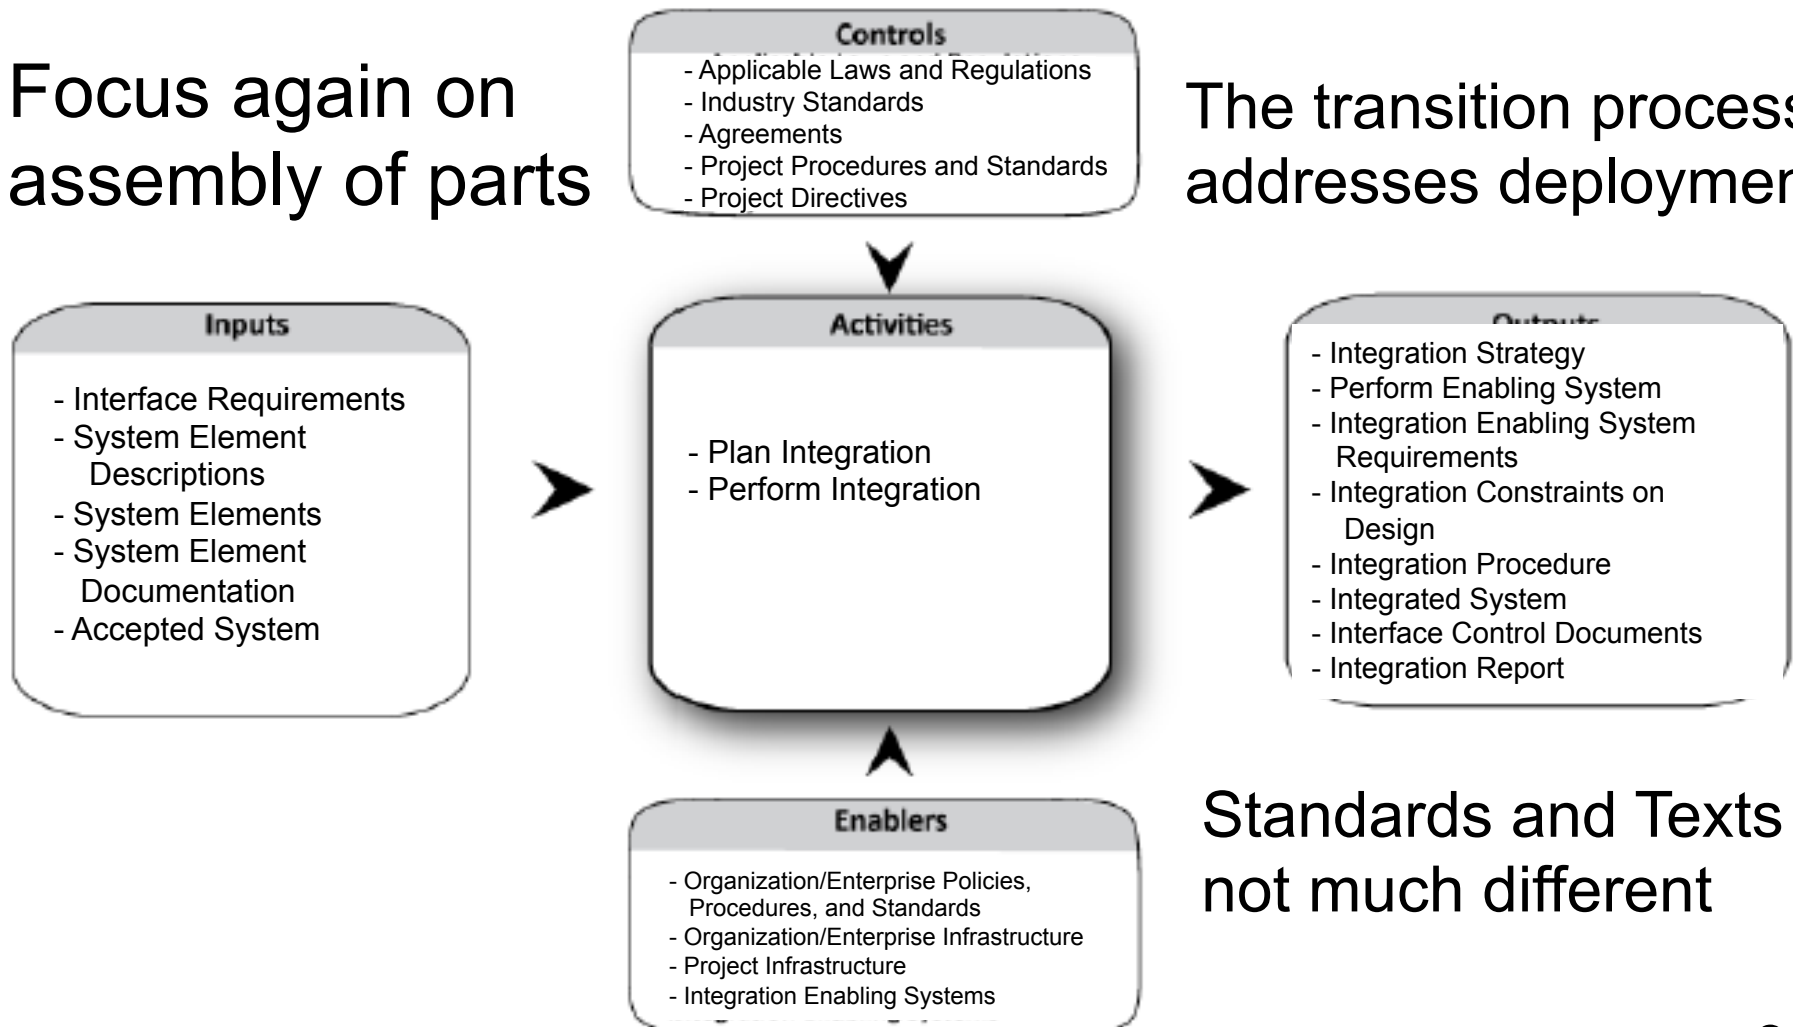 Focus again on
assembly of parts
Controls
- Applicable Laws and Regulations
- Industry Standards
- Agreements
- Project Procedures and Standards
- Project Directives
The transition process
addresses deploymen
Inputs
- Interface Requirements
- System Element
Descriptions
- System Elements
- System Element
Documentation
- Accepted System
Activities
- Plan Integration
- Perform Integration
Outputs
- Integration Strategy
- Perform Enabling System
- Integration Enabling System
Requirements
- Integration Constraints on
Design
- Integration Procedure
- Integrated System
- Interface Control Documents
- Integration Report
Enablers
- Organization/Enterprise Policies,
Procedures, and Standards
- Organization/Enterprise Infrastructure
- Project Infrastructure
- Integration Enabling Systems
Standards and Texts
not much different